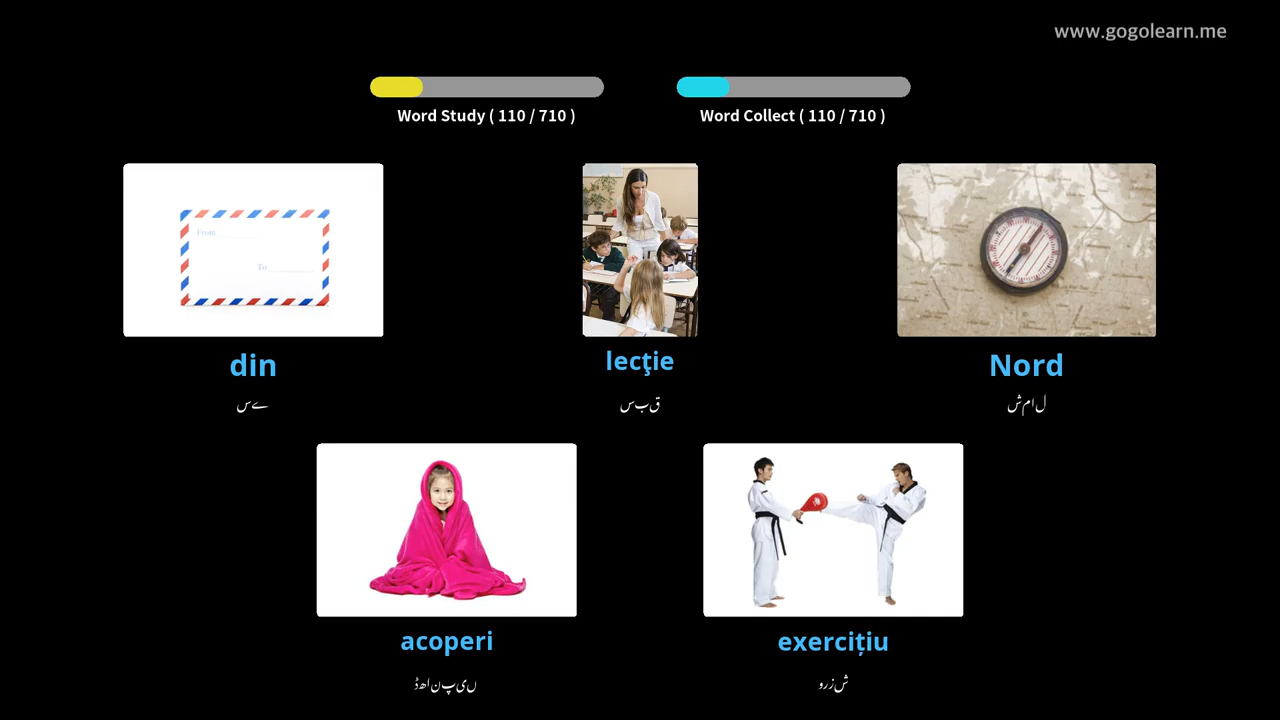 www.gogolearn.me
Word Study ( 110 / 710 )
Word Collect ( 110 / 710 )
din
سے
lecţie
سبق
Nord
شمال
From
To
acoperi
ڈھانپیں
exercițiu
ورزش